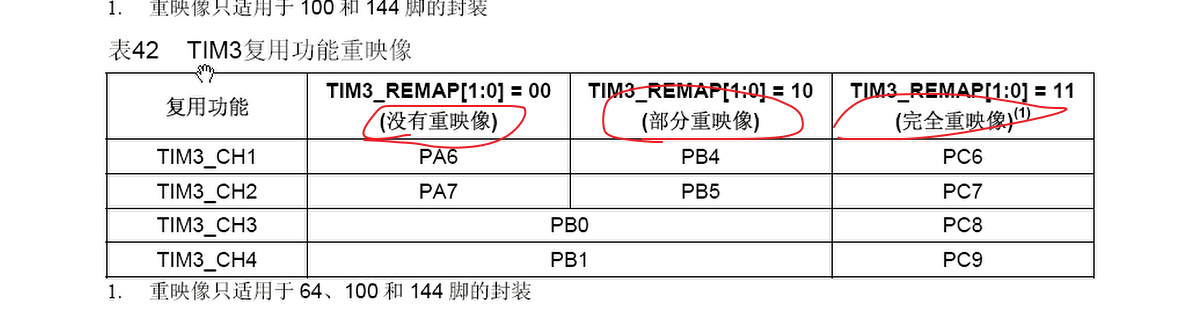 1. 重映像只适用于 100 和 144 脚的封装
表42 TIM3复用功能重映像
复用功能 TIM3_REMAP[1:0] = 00 (没有重映像) TIM3_REMAP[1:0] = 10 (部分重映像) TIM3_REMAP[1:0] = 11 (完全重映像)(1)
TIM3_CH1 PA6 PB4 PC6
TIM3_CH2 PA7 PB5 PC7
TIM3_CH3 PB0 PC8
TIM3_CH4 PB1 PC9
1. 重映像只适用于 64、100 和 144 脚的封装